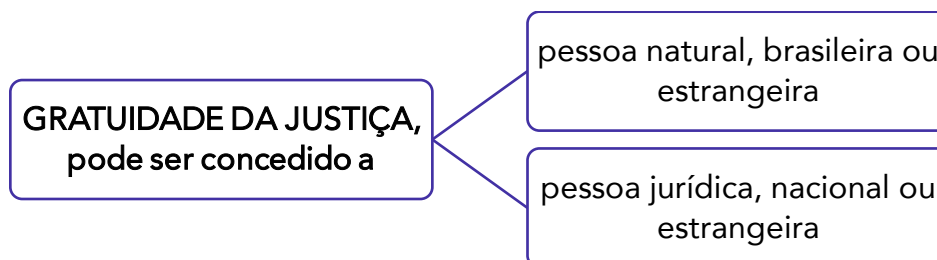 GRATUIDADE DA JUSTIÇA,
pode ser concedido a
pessoa natural, brasileira ou
estrangeira
pessoa jurídica, nacional ou
estrangeira